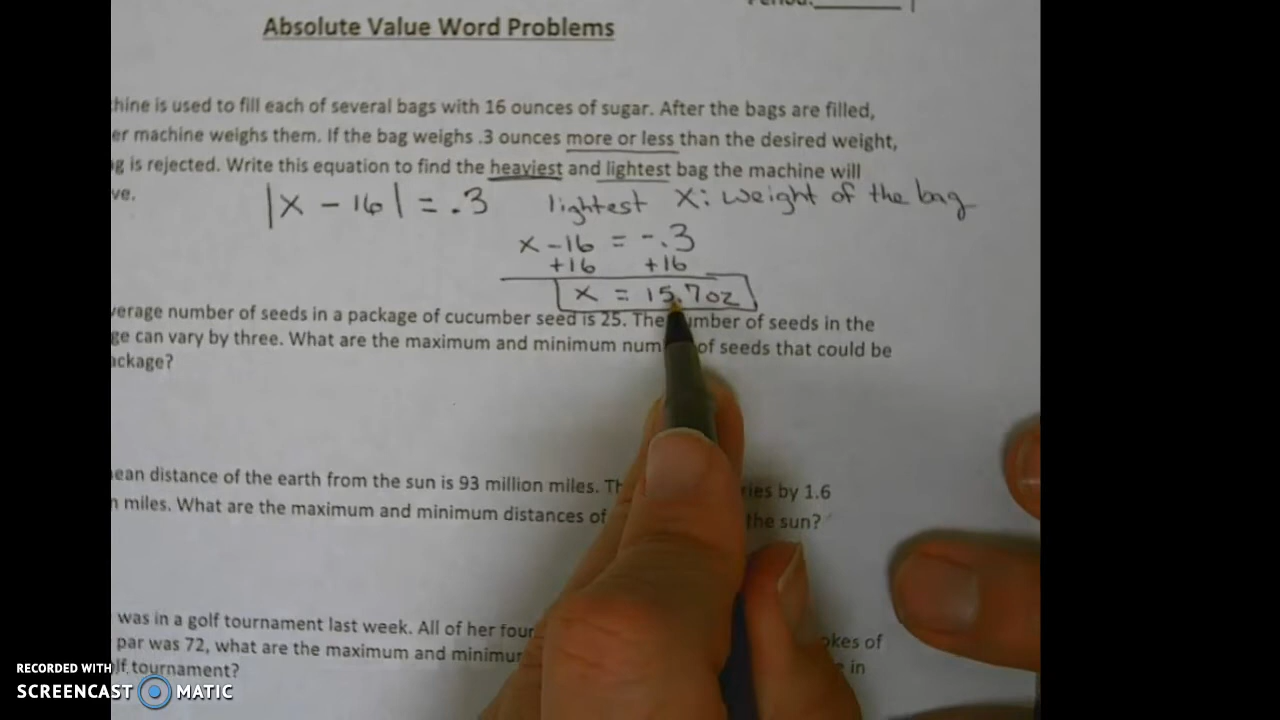 Absolute Value Word Problems
hine is used to fill each of several bags with 16 ounces of sugar. After the bags are filled,
er machine weighs them. If the bag weighs .3 ounces more or less than the desired weight,
g is rejected. Write this equation to find the heaviest and lightest bag the machine will
ve.
|x - 16| = .3 lightest x: weight of the bag
x - 16 = -.3
+16 +16
x = 15.7oz
verage number of seeds in a package of cucumber seed is 25. The number of seeds in the
ge can vary by three. What are the maximum and minimum num of seeds that could be
ackage?
ean distance of the earth from the sun is 93 million miles. Th ries by 1.6
n miles. What are the maximum and minimum distances of the sun?
was in a golf tournament last week. All of her four okes of
par was 72, what are the maximum and minimu e in
lf tournament?
RECORDED WITH
SCREENCAST MATIC